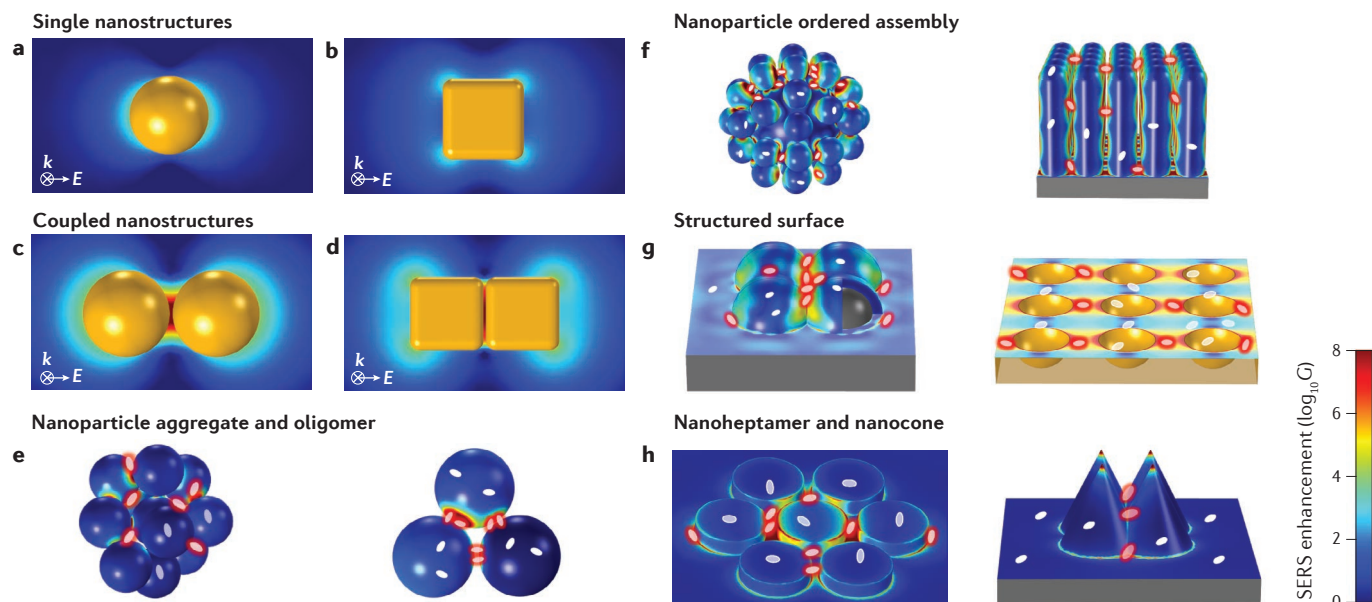 Single nanostructures
a
k
E
b
k
E
Coupled nanostructures
c
k
E
d
k
E
Nanoparticle aggregate and oligomer
e
Nanoparticle ordered assembly
f
Structured surface
g
Nanoheptamer and nanocone
h
SERS enhancement (log₁₀G)
8
6
4
2
0